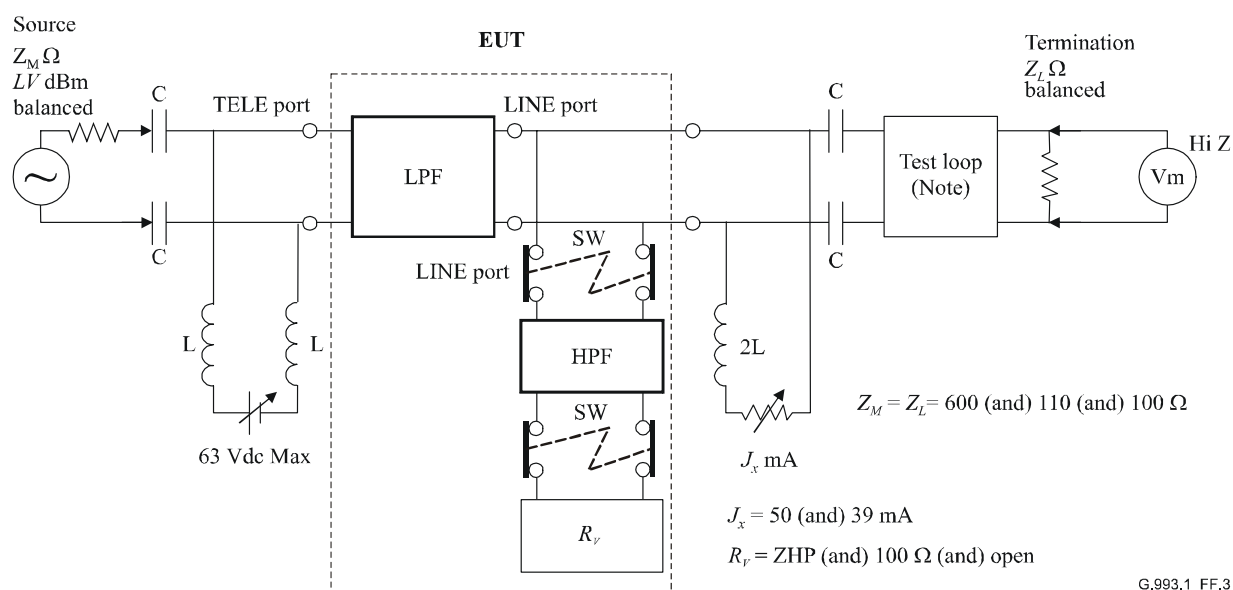 Source
Z_M Ω
LV dBm
balanced
EUT
Termination
Z_L Ω
balanced
C
TELE port
LINE port
C
LPF
Test loop
(Note)
Hi Z
Vm
C
C
SW
LINE port
L
L
HPF
2L
SW
Z_M = Z_L= 600 (and) 110 (and) 100 Ω
63 Vdc Max
J_x mA
R_V
J_x = 50 (and) 39 mA
R_V = ZHP (and) 100 Ω (and) open
G.993.1 FF.3